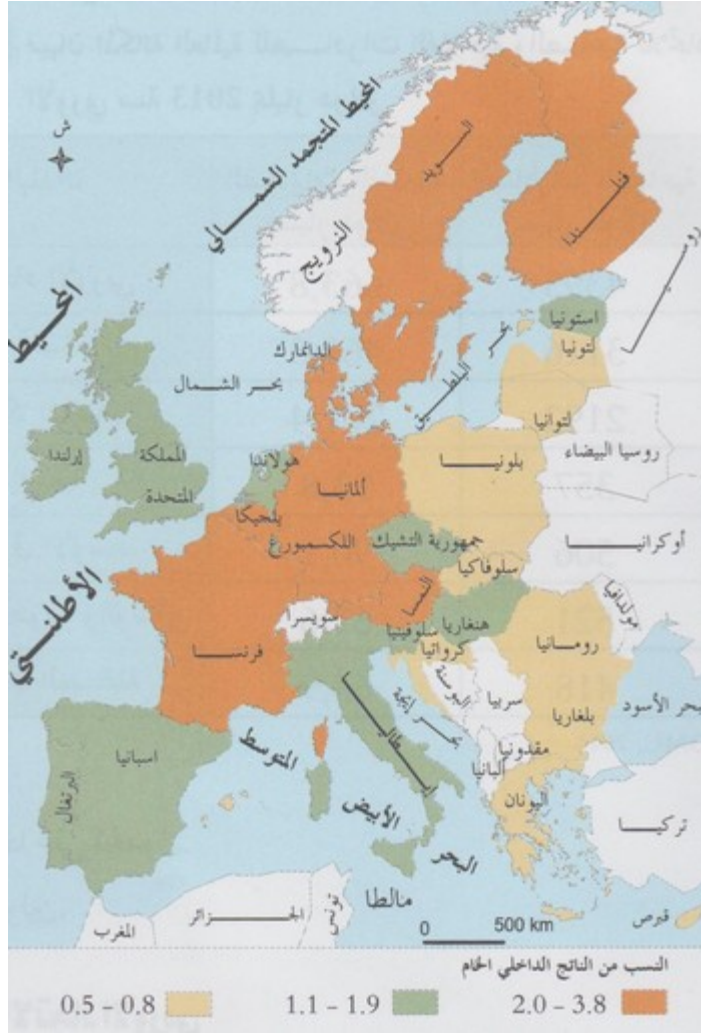 المحيط المتجمد الشمالي
ش
السويد
فنلندا
النرويج
روسيا
المحيط
الأطلنتي
استونيا
لتونيا
لتوانيا
بحر البلطيق
الدانمارك
بحر الشمال
روسيا البيضاء
إرلندا
المملكة
المتحدة
هولاندا
ألمانيا
بولونيا
بلجيكا
اللكسمبورغ
جمهورية التشيك
أوكرانيا
سلوفاكيا
النمسا
مولدافيا
سويسرا
هنغاريا
سلوفينيا
كرواتيا
رومانيا
فرنسا
البوسنة
سربيا
بلغاريا
بحر الأسود
بحر إيجة
إيطاليا
مقدونيا
ألبانيا
اسبانيا
البرتغال
اليونان
تركيا
البحر
الأبيض
المتوسط
مالطا
قبرص
المغرب
الجزائر
تونس
0 500 km
النسب من الناتج الداخلي الخام
2.0 – 3.8
1.1 – 1.9
0.5 – 0.8